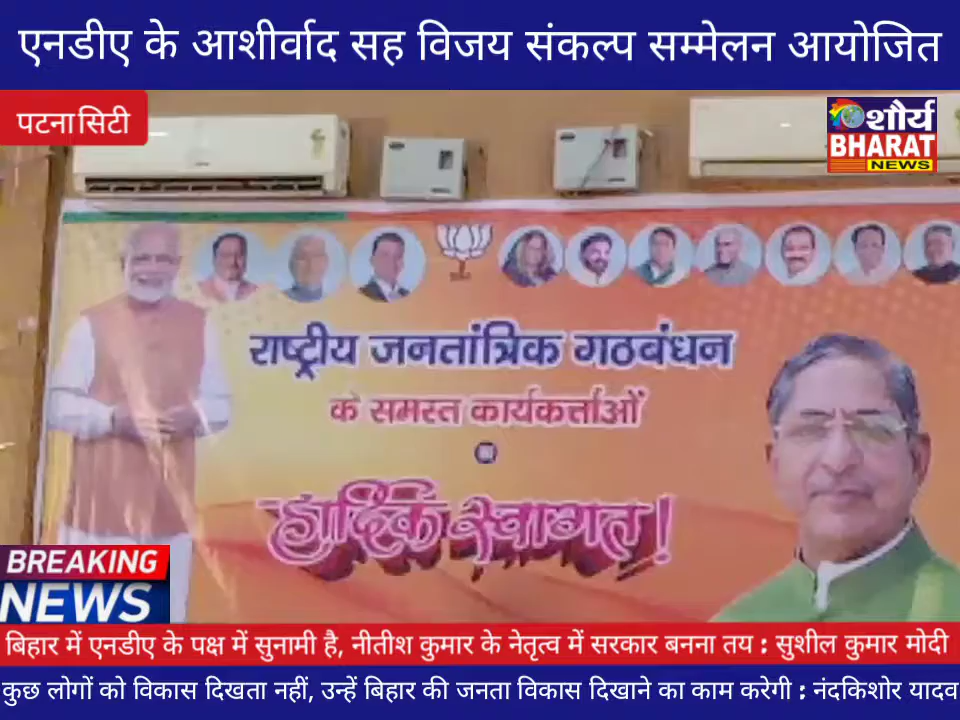 एनडीए के आशीर्वाद सह विजय संकल्प सम्मेलन आयोजित
पटना सिटी
शौर्य
BHARAT
NEWS
राष्ट्रीय जनतांत्रिक गठबंधन
के समस्त कार्यकर्त्ताओं
हार्दिक स्वागत!
BREAKING
NEWS
बिहार में एनडीए के पक्ष में सुनामी है, नीतीश कुमार के नेतृत्व में सरकार बनना तय : सुशील कुमार मोदी
कुछ लोगों को विकास दिखता नहीं, उन्हें बिहार की जनता विकास दिखाने का काम करेगी : नंदकिशोर यादव